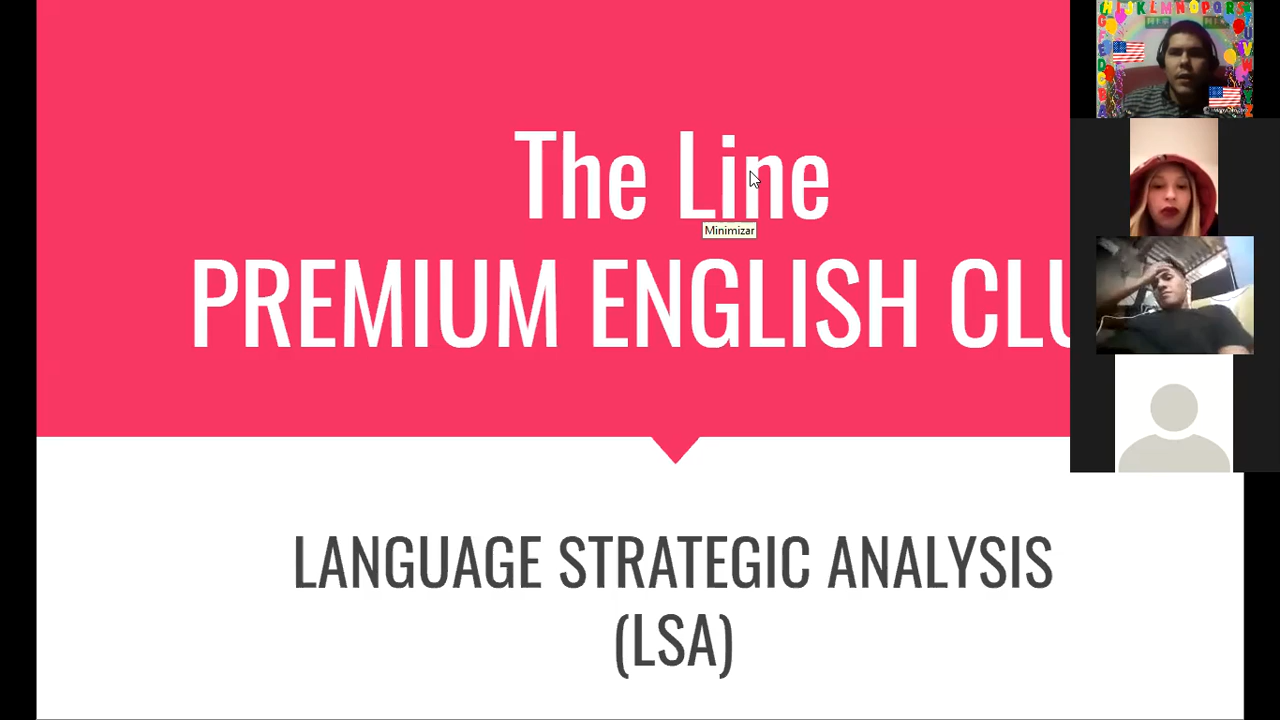 The Line
Minimizar
PREMIUM ENGLISH CLU
LANGUAGE STRATEGIC ANALYSIS
(LSA)
H I J K L M N O P Q R S